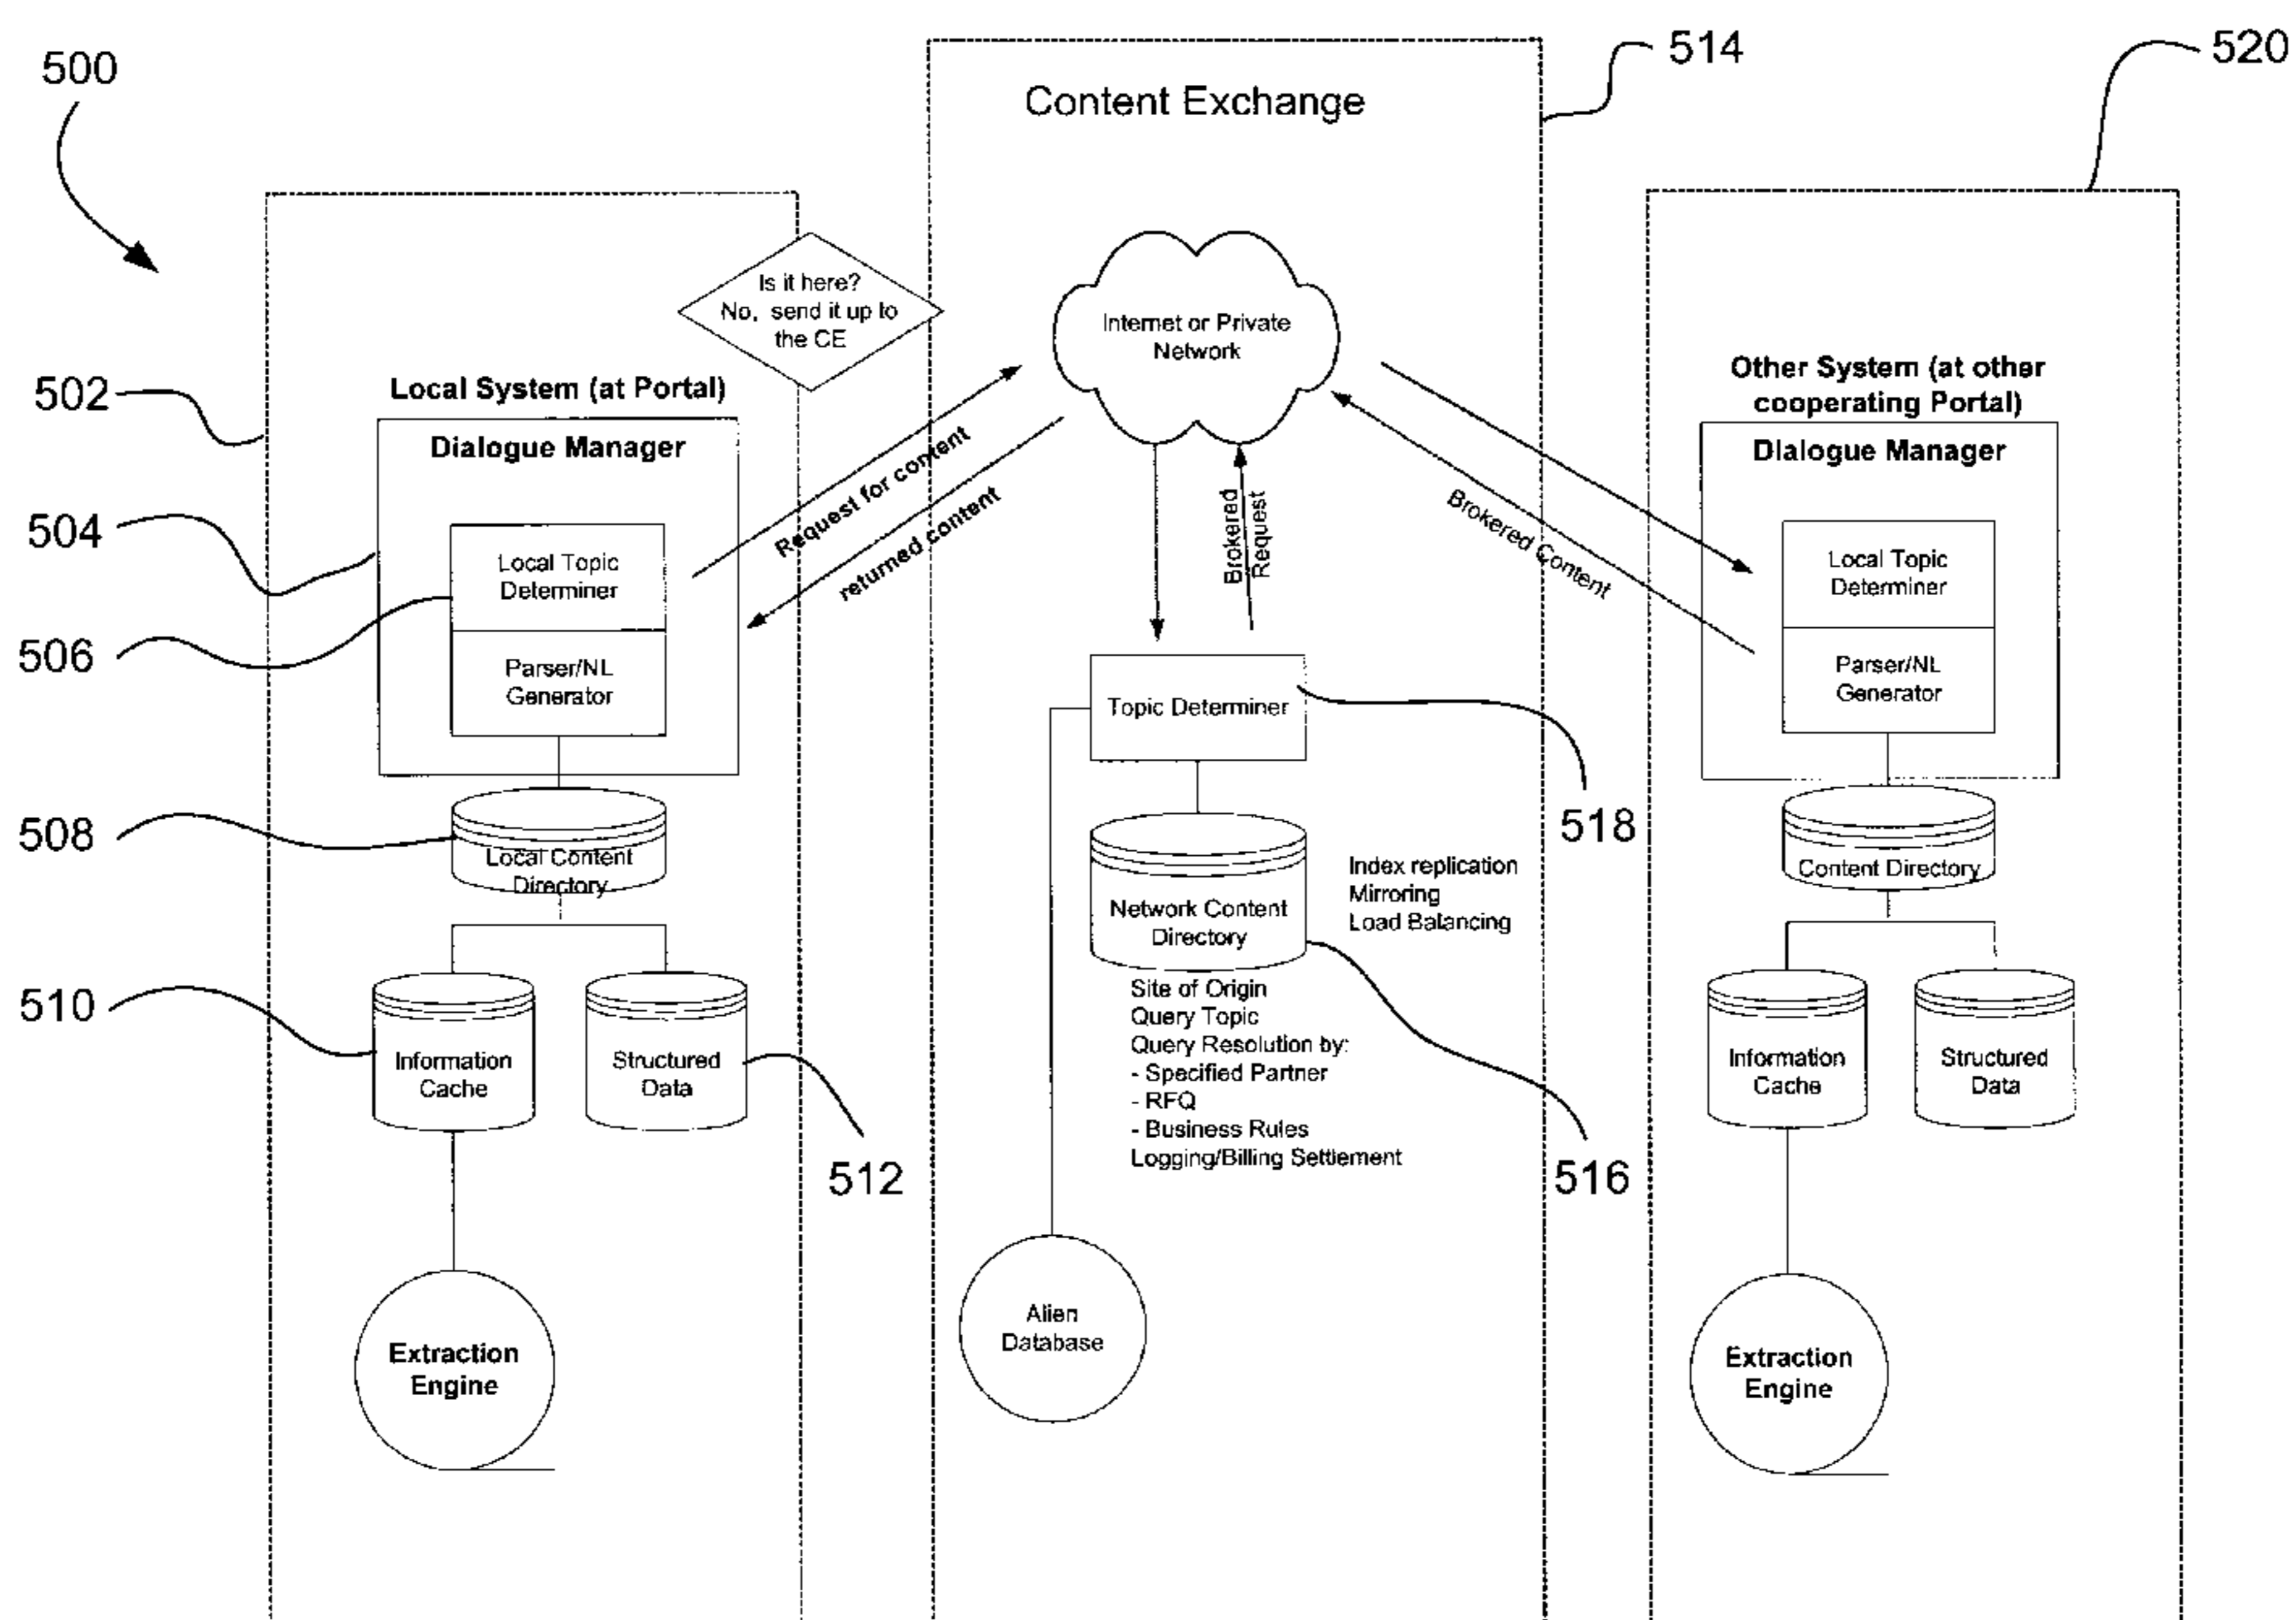 500
514
520
Content Exchange
Is it here?
No, send it up to
the CE
Internet or Private
Network
502
Local System (at Portal)
Dialogue Manager
504
Local Topic
Determiner
506
Parser/NL
Generator
508
Local Content
Directory
510
Information
Cache
Structured
Data
512
Extraction
Engine
Request for content
returned content
Brokered
Request
Brokered Content
Topic Determiner
518
Network Content
Directory
Index replication
Mirroring
Load Balancing
Site of Origin
Query Topic
Query Resolution by:
- Specified Partner
- RFQ
- Business Rules
Logging/Billing Settlement
516
Alien
Database
Other System (at other
cooperating Portal)
Dialogue Manager
Local Topic
Determiner
Parser/NL
Generator
Content Directory
Information
Cache
Structured
Data
Extraction
Engine